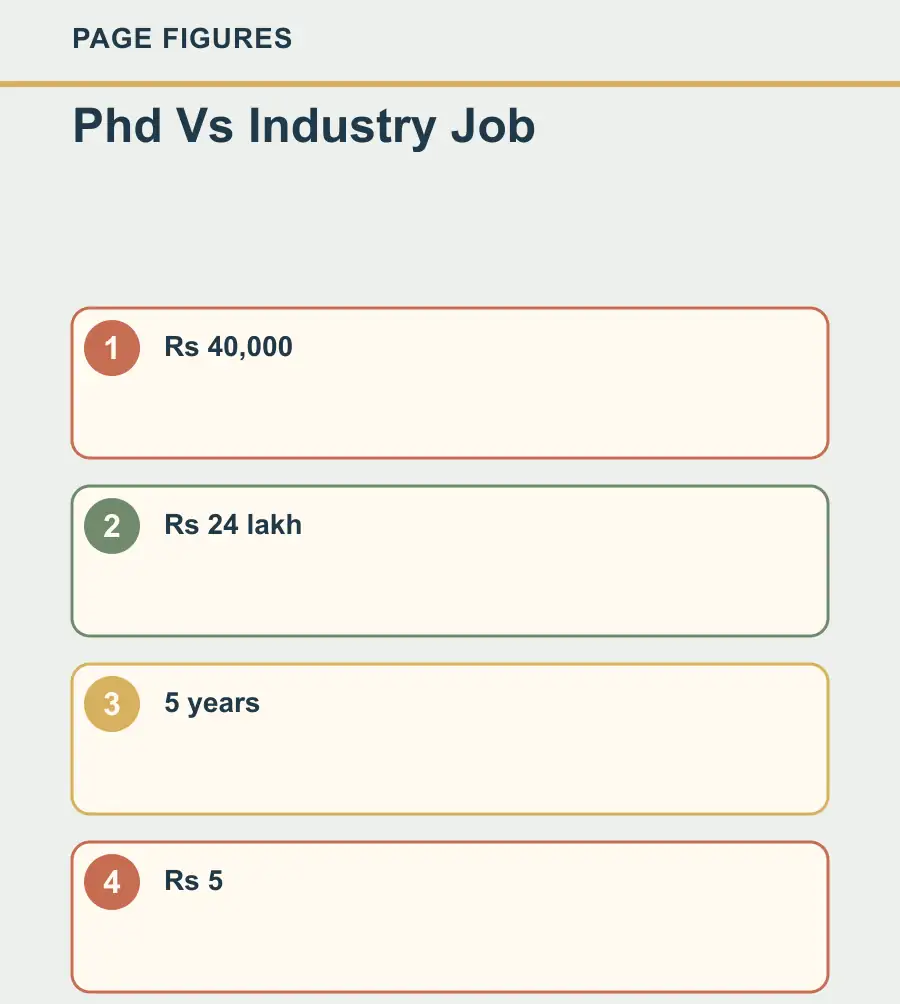 PAGE FIGURES
Phd Vs Industry Job
1 Rs 40,000
2 Rs 24 lakh
3 5 years
4 Rs 5